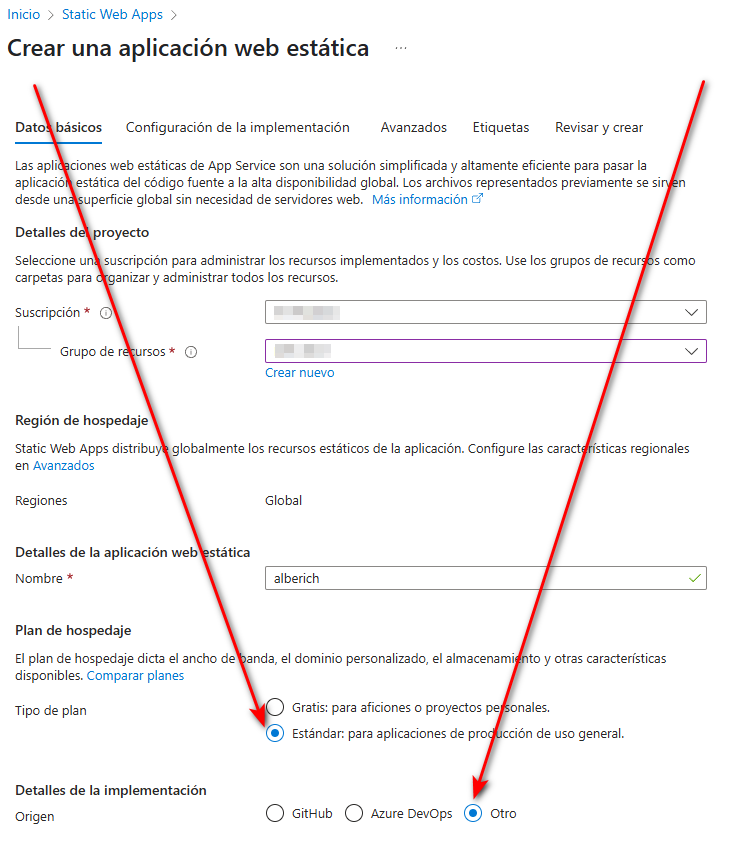 Inicio > Static Web Apps >
Crear una aplicación web estática ...
Datos básicos Configuración de la implementación Avanzados Etiquetas Revisar y crear
Las aplicaciones web estáticas de App Service son una solución simplificada y altamente eficiente para pasar la
aplicación estática del código fuente a la alta disponibilidad global. Los archivos representados previamente se sirven
desde una superficie global sin necesidad de servidores web. Más información
Detalles del proyecto
Seleccione una suscripción para administrar los recursos implementados y los costos. Use los grupos de recursos como
carpetas para organizar y administrar todos los recursos.
Suscripción *
Grupo de recursos *
Crear nuevo
Región de hospedaje
Static Web Apps distribuye globalmente los recursos estáticos de la aplicación. Configure las características regionales
en Avanzados
Regiones Global
Detalles de la aplicación web estática
Nombre * alberich
Plan de hospedaje
El plan de hospedaje dicta el ancho de banda, el dominio personalizado, el almacenamiento y otras características
disponibles. Comparar planes
Tipo de plan Gratis: para aficiones o proyectos personales.
Estándar: para aplicaciones de producción de uso general.
Detalles de la implementación
Origen GitHub Azure DevOps Otro